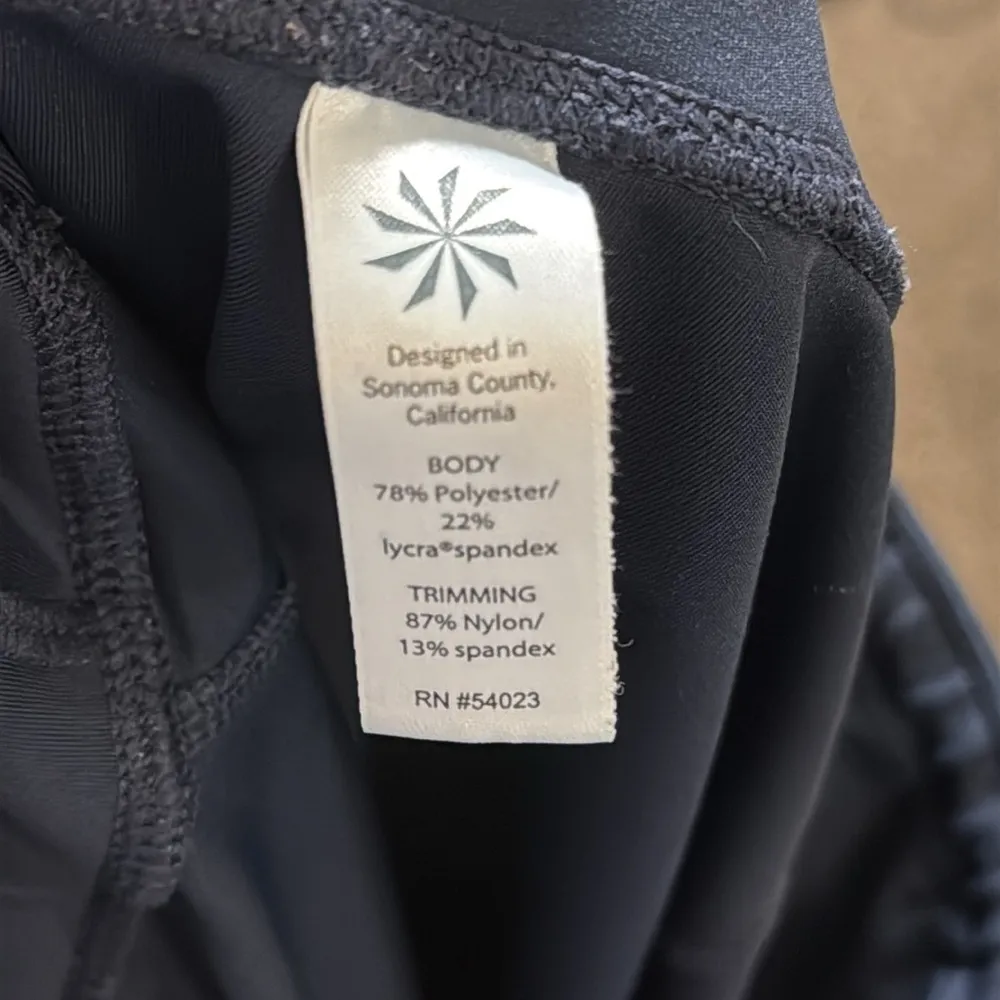 Designed in
Sonoma County,
California
BODY
78% Polyester/
22%
lycra®spandex
TRIMMING
87% Nylon/
13% spandex
RN #54023